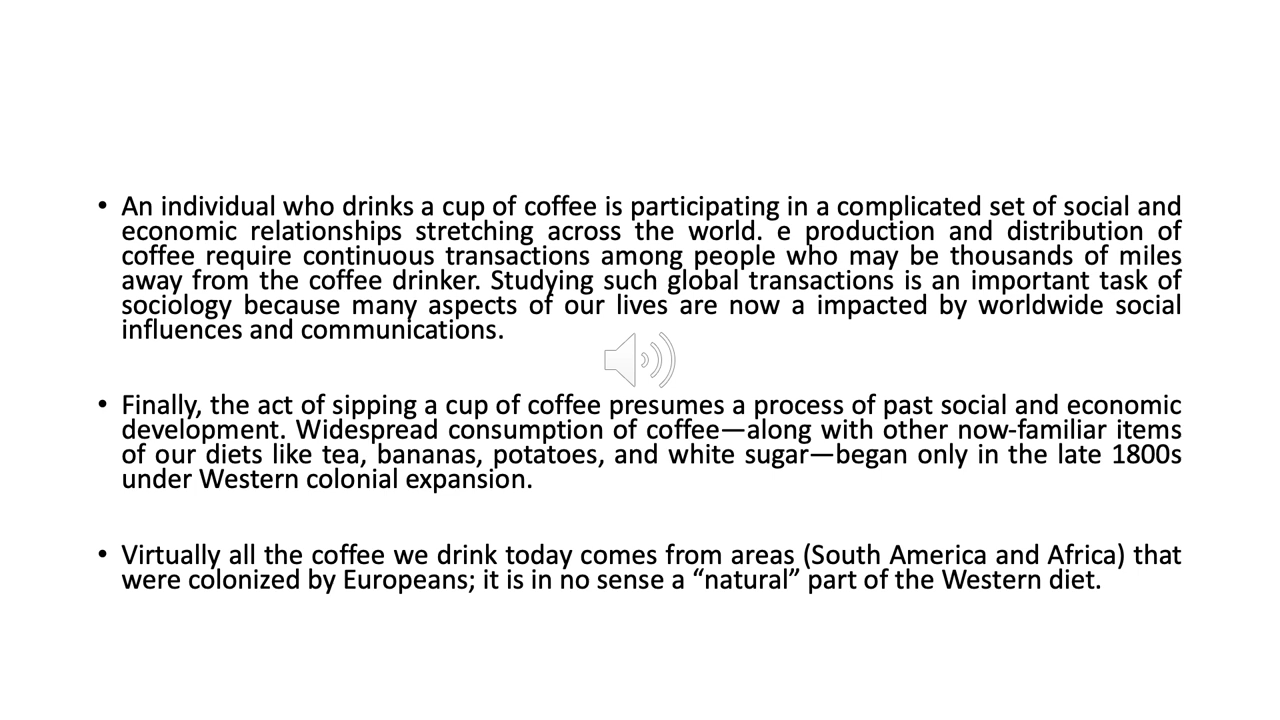 • An individual who drinks a cup of coffee is participating in a complicated set of social and
economic relationships stretching across the world. e production and distribution of
coffee require continuous transactions among people who may be thousands of miles
away from the coffee drinker. Studying such global transactions is an important task of
sociology because many aspects of our lives are now a impacted by worldwide social
influences and communications.
• Finally, the act of sipping a cup of coffee presumes a process of past social and economic
development. Widespread consumption of coffee—along with other now-familiar items
of our diets like tea, bananas, potatoes, and white sugar—began only in the late 1800s
under Western colonial expansion.
• Virtually all the coffee we drink today comes from areas (South America and Africa) that
were colonized by Europeans; it is in no sense a “natural” part of the Western diet.